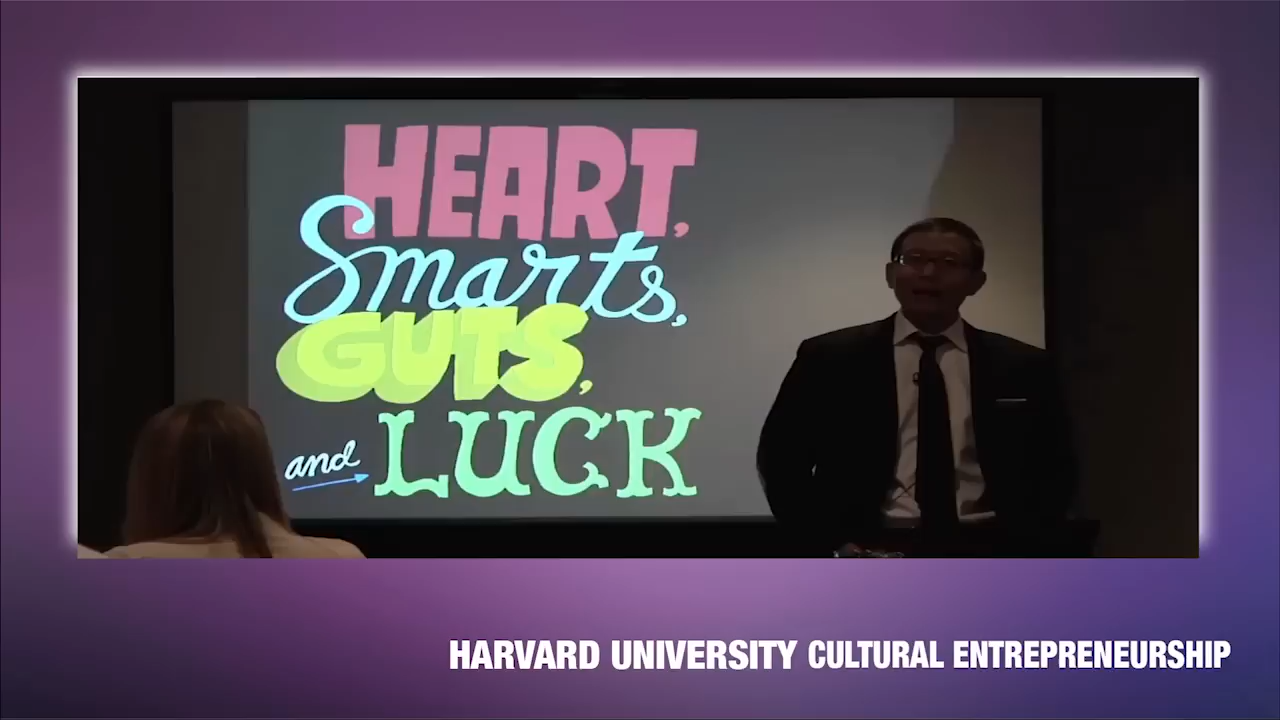 HEART,
Smarts,
GUTS,
and LUCK
HARVARD UNIVERSITY CULTURAL ENTREPRENEURSHIP